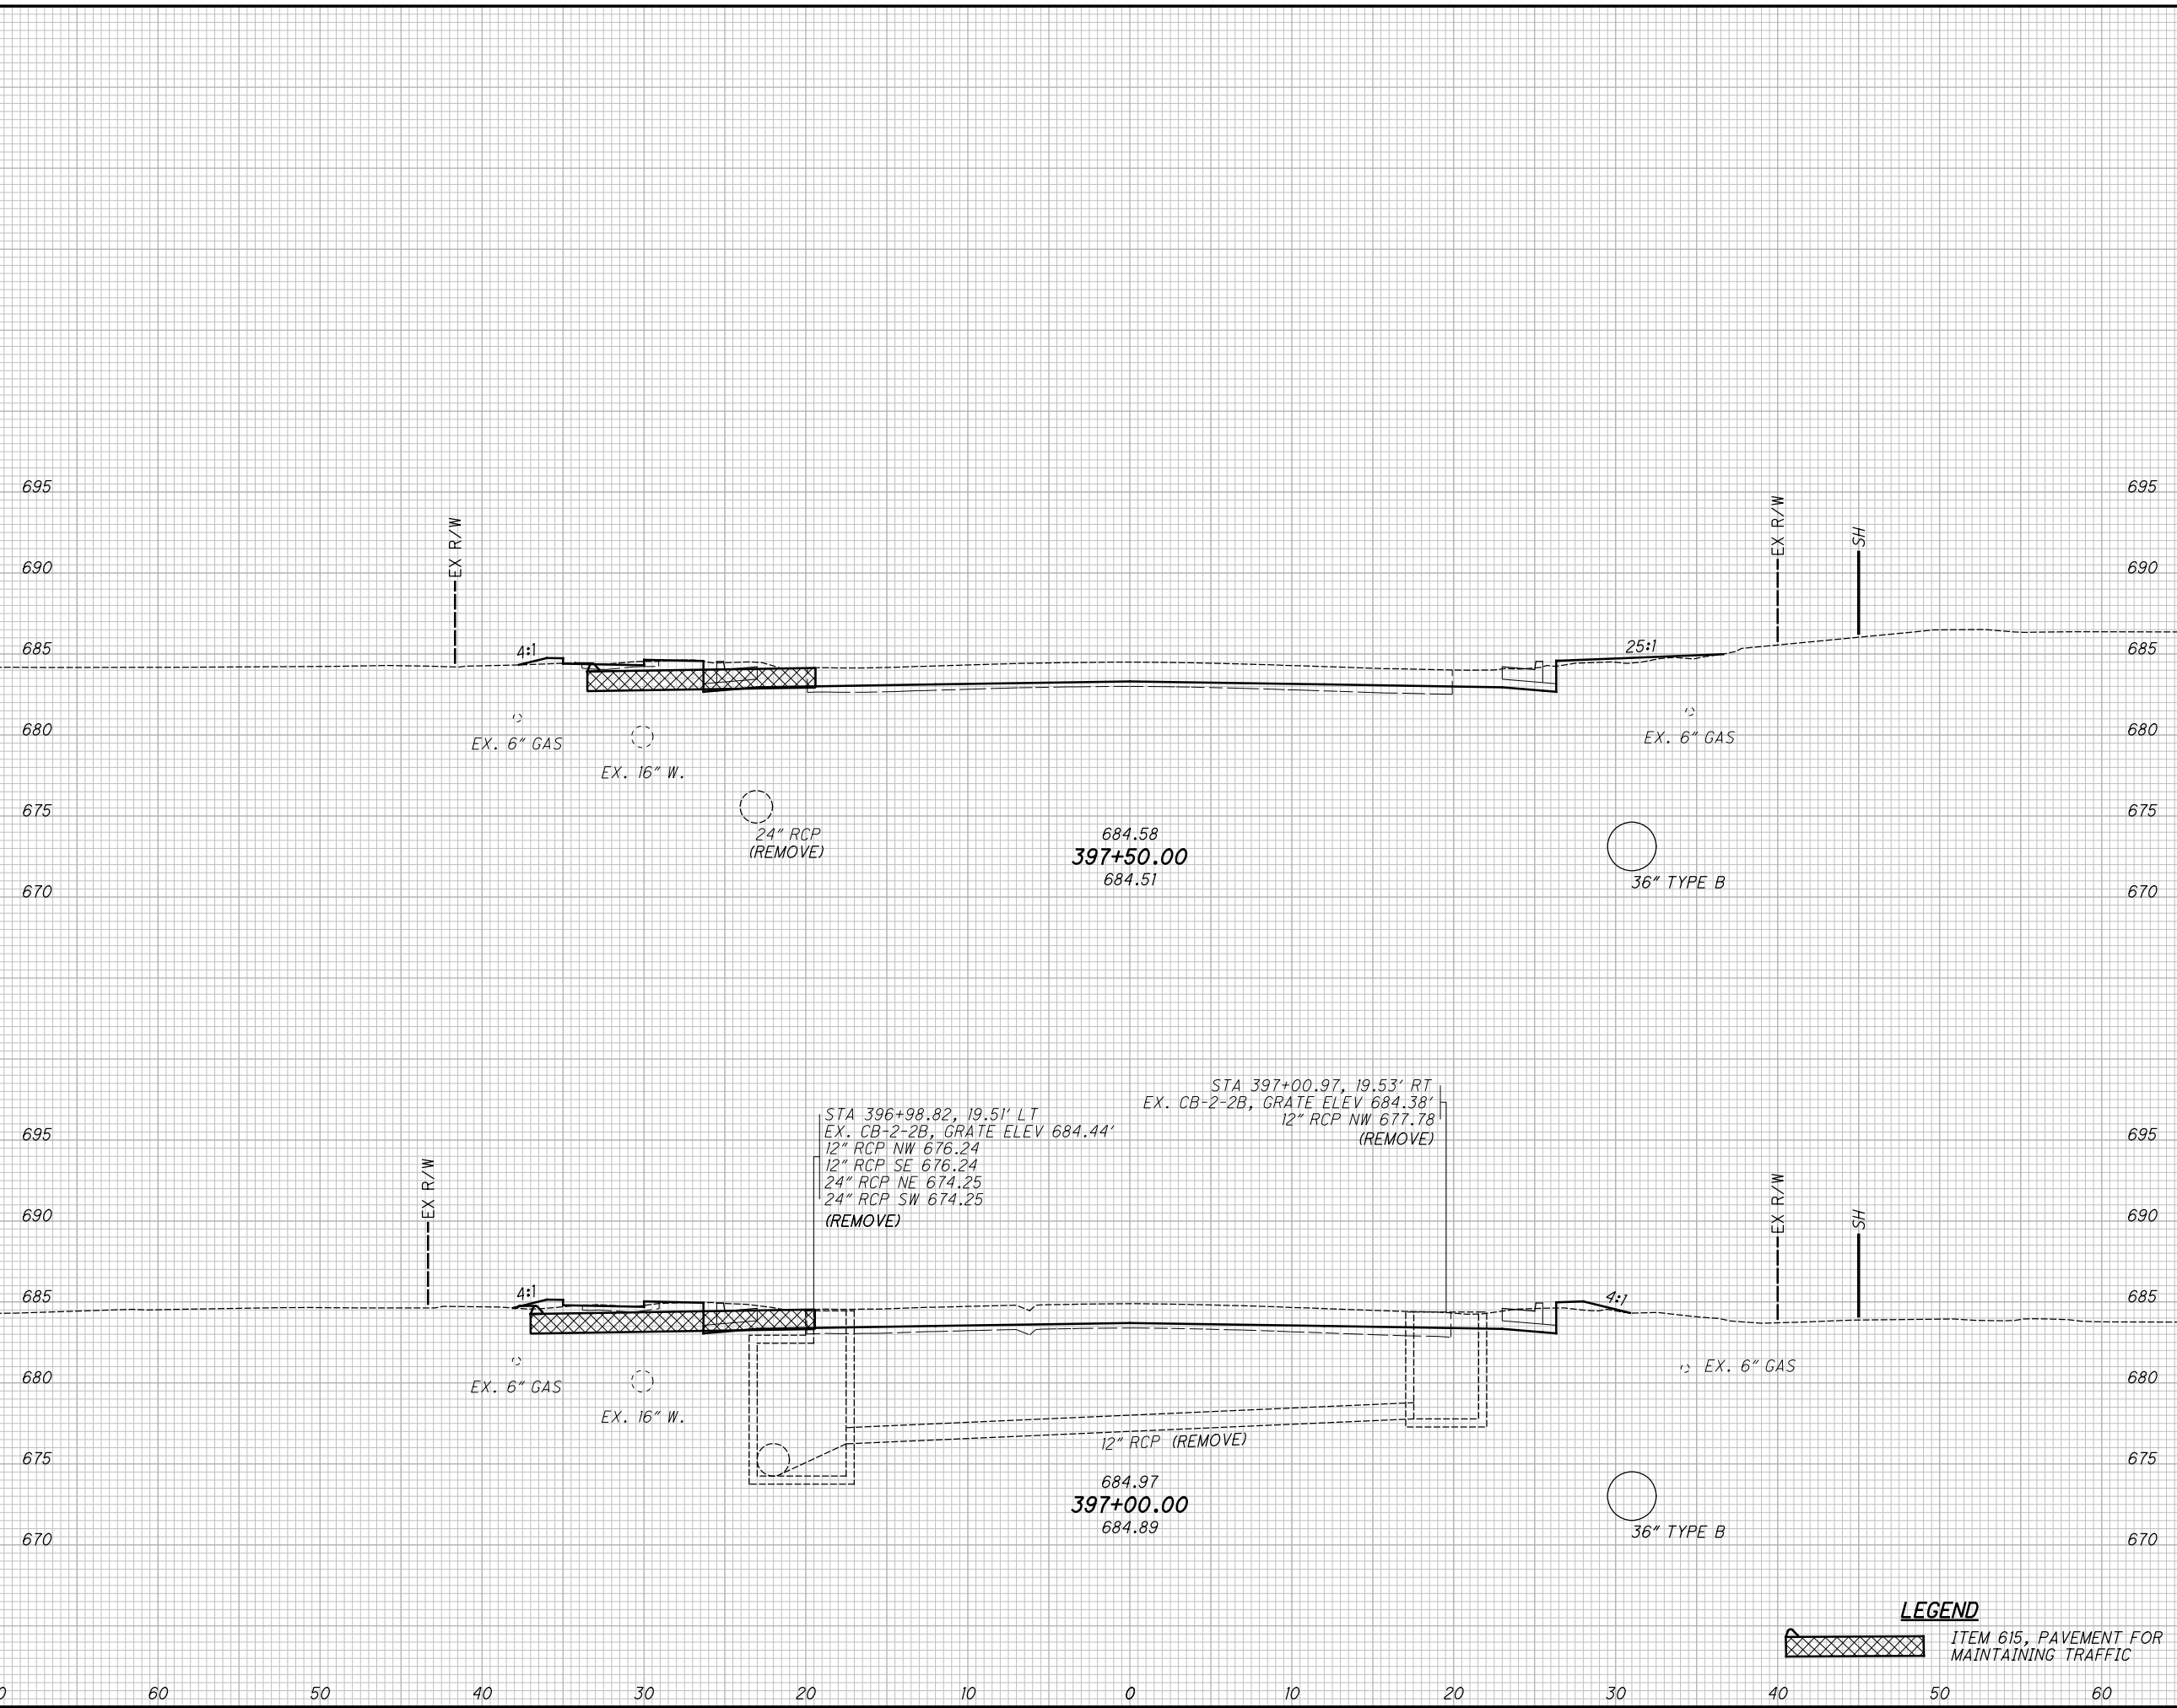 695
695
EX R/W
EX R/W
SH
690
690
685
4:1
25:1
685
680
EX. 6" GAS
EX. 6" GAS
680
EX. 16" W.
675
675
24" RCP
(REMOVE)
684.58
397+50.00
684.51
36" TYPE B
670
670
STA 396+98.82, 19.51' LT
EX. CB-2-2B, GRATE ELEV 684.44'
12" RCP NW 676.24
12" RCP SE 676.24
24" RCP NE 674.25
24" RCP SW 674.25
(REMOVE)
STA 397+00.97, 19.53' RT
EX. CB-2-2B, GRATE ELEV 684.38'
12" RCP NW 677.78
(REMOVE)
695
695
EX R/W
EX R/W
SH
690
690
685
4:1
4:1
685
680
EX. 6" GAS
EX. 6" GAS
680
EX. 16" W.
12" RCP (REMOVE)
675
675
684.97
397+00.00
684.89
36" TYPE B
670
670
LEGEND
ITEM 615, PAVEMENT FOR
MAINTAINING TRAFFIC
0 60 50 40 30 20 10 0 10 20 30 40 50 60